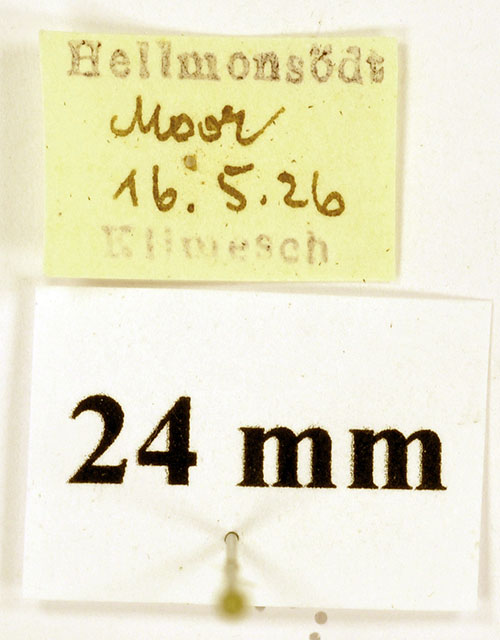 Hellmonsödt
Moor
16.5.26
Klimesch
24 mm